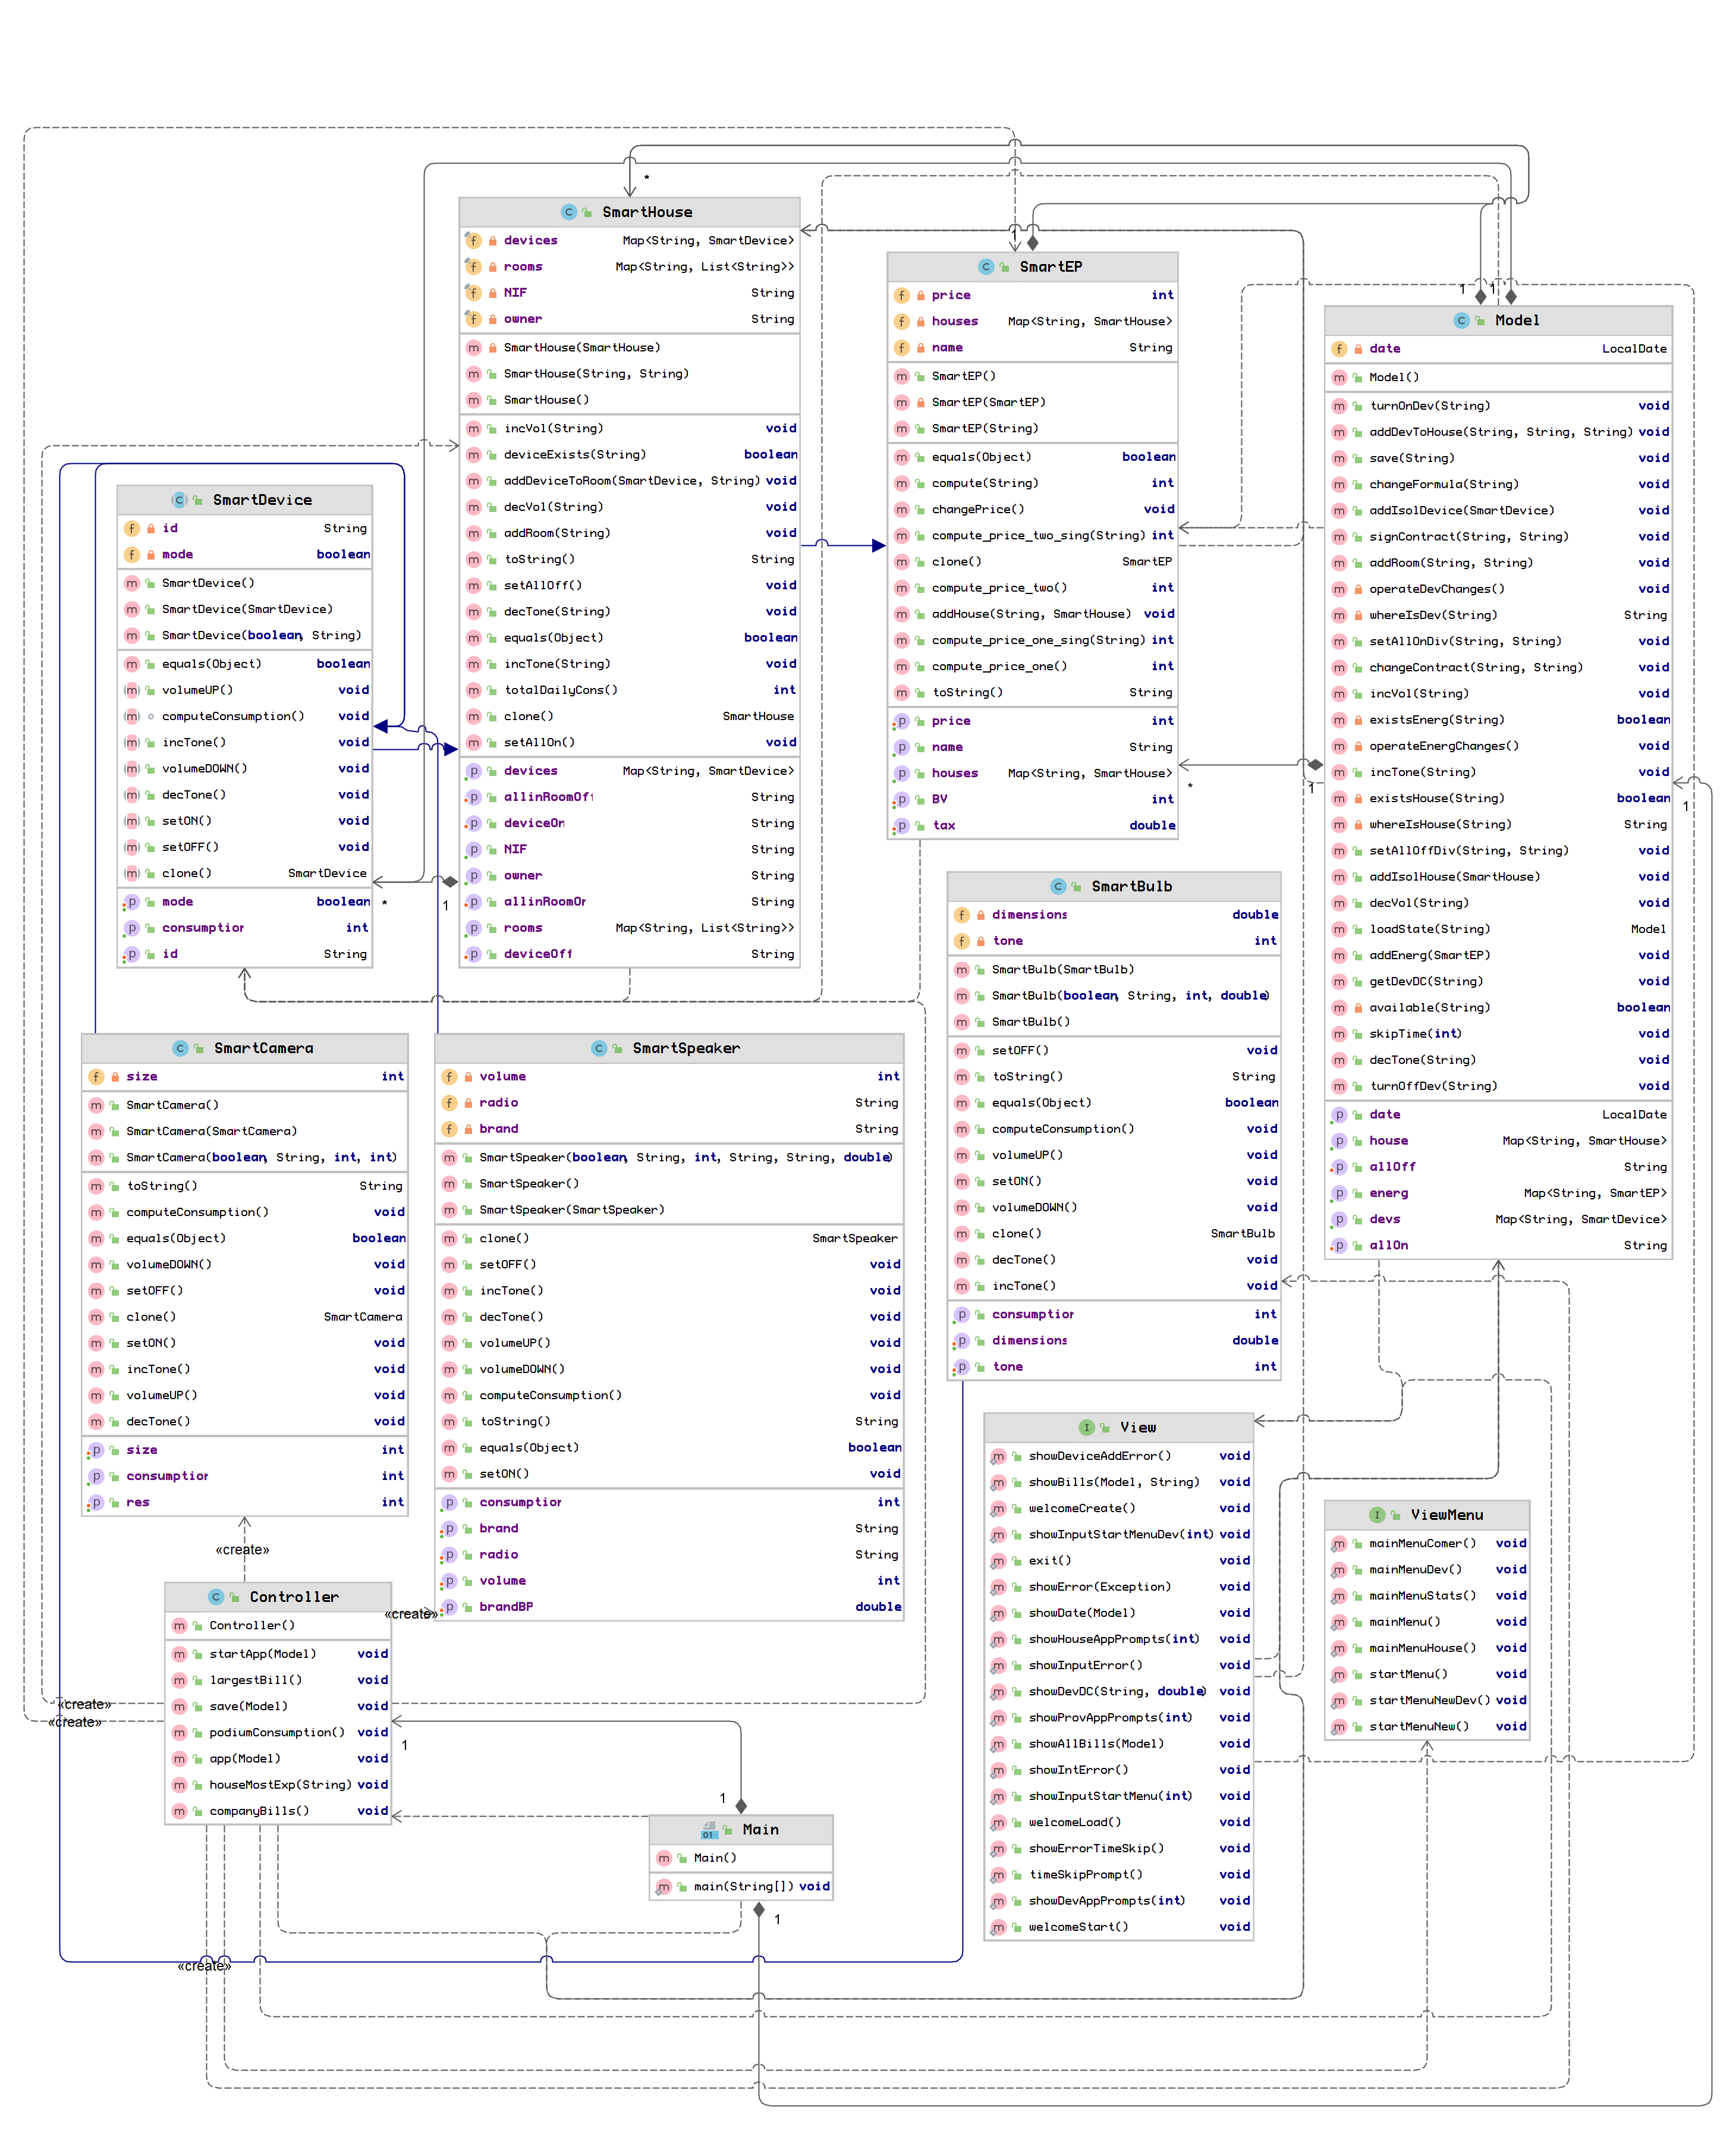 SmartHouse
devices Map<String, SmartDevice>
rooms Map<String, List<String>>
NIF String
owner String
SmartHouse(SmartHouse)
SmartHouse(String, String)
SmartHouse()
incVol(String) void
deviceExists(String) boolean
addDeviceToRoom(SmartDevice, String) void
decVol(String) void
addRoom(String) void
toString() String
setAllOff() void
decTone(String) void
equals(Object) boolean
incTone(String) void
totalDailyCons() int
clone() SmartHouse
setAllOn() void
devices Map<String, SmartDevice>
allinRoomOff String
deviceOn String
NIF String
owner String
allinRoomOn String
rooms Map<String, List<String>>
deviceOff String
SmartEP
price int
houses Map<String, SmartHouse>
name String
SmartEP()
SmartEP(SmartEP)
SmartEP(String)
equals(Object) boolean
compute(String) int
changePrice() void
compute_price_two_sing(String) int
clone() SmartEP
compute_price_two() int
addHouse(String, SmartHouse) void
compute_price_one_sing(String) int
compute_price_one() int
toString() String
price int
name String
houses Map<String, SmartHouse>
BV int
tax double
Model
date LocalDate
Model()
turnOnDev(String) void
addDevToHouse(String, String, String) void
save(String) void
changeFormula(String) void
addIsolDevice(SmartDevice) void
signContract(String, String) void
addRoom(String, String) void
operateDevChanges() void
whereIsDev(String) String
setAllOnDiv(String, String) void
changeContract(String, String) void
incVol(String) void
existsEnerg(String) boolean
operateEnergChanges() void
incTone(String) void
existsHouse(String) boolean
whereIsHouse(String) String
setAllOffDiv(String, String) void
addIsolHouse(SmartHouse) void
decVol(String) void
loadState(String) Model
addEnerg(SmartEP) void
getDevDC(String) void
available(String) boolean
skipTime(int) void
decTone(String) void
turnOffDev(String) void
date LocalDate
house Map<String, SmartHouse>
allOff String
energ Map<String, SmartEP>
devs Map<String, SmartDevice>
allOn String
SmartDevice
id String
mode boolean
SmartDevice()
SmartDevice(SmartDevice)
SmartDevice(boolean, String)
equals(Object) boolean
volumeUP() void
computeConsumption() void
incTone() void
volumeDOWN() void
decTone() void
setON() void
setOFF() void
clone() SmartDevice
mode boolean
consumption int
id String
SmartBulb
dimensions double
tone int
SmartBulb(SmartBulb)
SmartBulb(boolean, String, int, double)
SmartBulb()
setOFF() void
toString() String
equals(Object) boolean
computeConsumption() void
volumeUP() void
setON() void
volumeDOWN() void
clone() SmartBulb
decTone() void
incTone() void
consumption int
dimensions double
tone int
SmartCamera
size int
SmartCamera()
SmartCamera(SmartCamera)
SmartCamera(boolean, String, int, int)
toString() String
computeConsumption() void
equals(Object) boolean
volumeDOWN() void
setOFF() void
clone() SmartCamera
setON() void
incTone() void
volumeUP() void
decTone() void
size int
consumption int
res int
SmartSpeaker
volume int
radio String
brand String
SmartSpeaker(boolean, String, int, String, String, double)
SmartSpeaker()
SmartSpeaker(SmartSpeaker)
clone() SmartSpeaker
setOFF() void
incTone() void
decTone() void
volumeUP() void
volumeDOWN() void
computeConsumption() void
toString() String
equals(Object) boolean
setON() void
consumption int
brand String
radio String
volume int
brandBP double
View
showDeviceAddError() void
showBills(Model, String) void
welcomeCreate() void
showInputStartMenuDev(int) void
exit() void
showError(Exception) void
showDate(Model) void
showHouseAppPrompts(int) void
showInputError() void
showDevDC(String, double) void
showProvAppPrompts(int) void
showAllBills(Model) void
showIntError() void
showInputStartMenu(int) void
welcomeLoad() void
showErrorTimeSkip() void
timeSkipPrompt() void
showDevAppPrompts(int) void
welcomeStart() void
ViewMenu
mainMenuComer() void
mainMenuDev() void
mainMenuStats() void
mainMenu() void
mainMenuHouse() void
startMenu() void
startMenuNewDev() void
startMenuNew() void
Controller
Controller()
startApp(Model) void
largestBill() void
save(Model) void
podiumConsumption() void
app(Model) void
houseMostExp(String) void
companyBills() void
Main
Main()
main(String[]) void
«create»
«create»
«create»
«create»
«create»
*
1
1
1
*
1
1
*
1
1
1
1